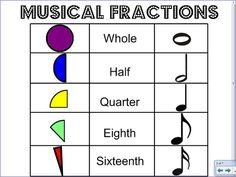 MUSICAL FRACTIONS
Whole
Half
Quarter
Eighth
Sixteenth